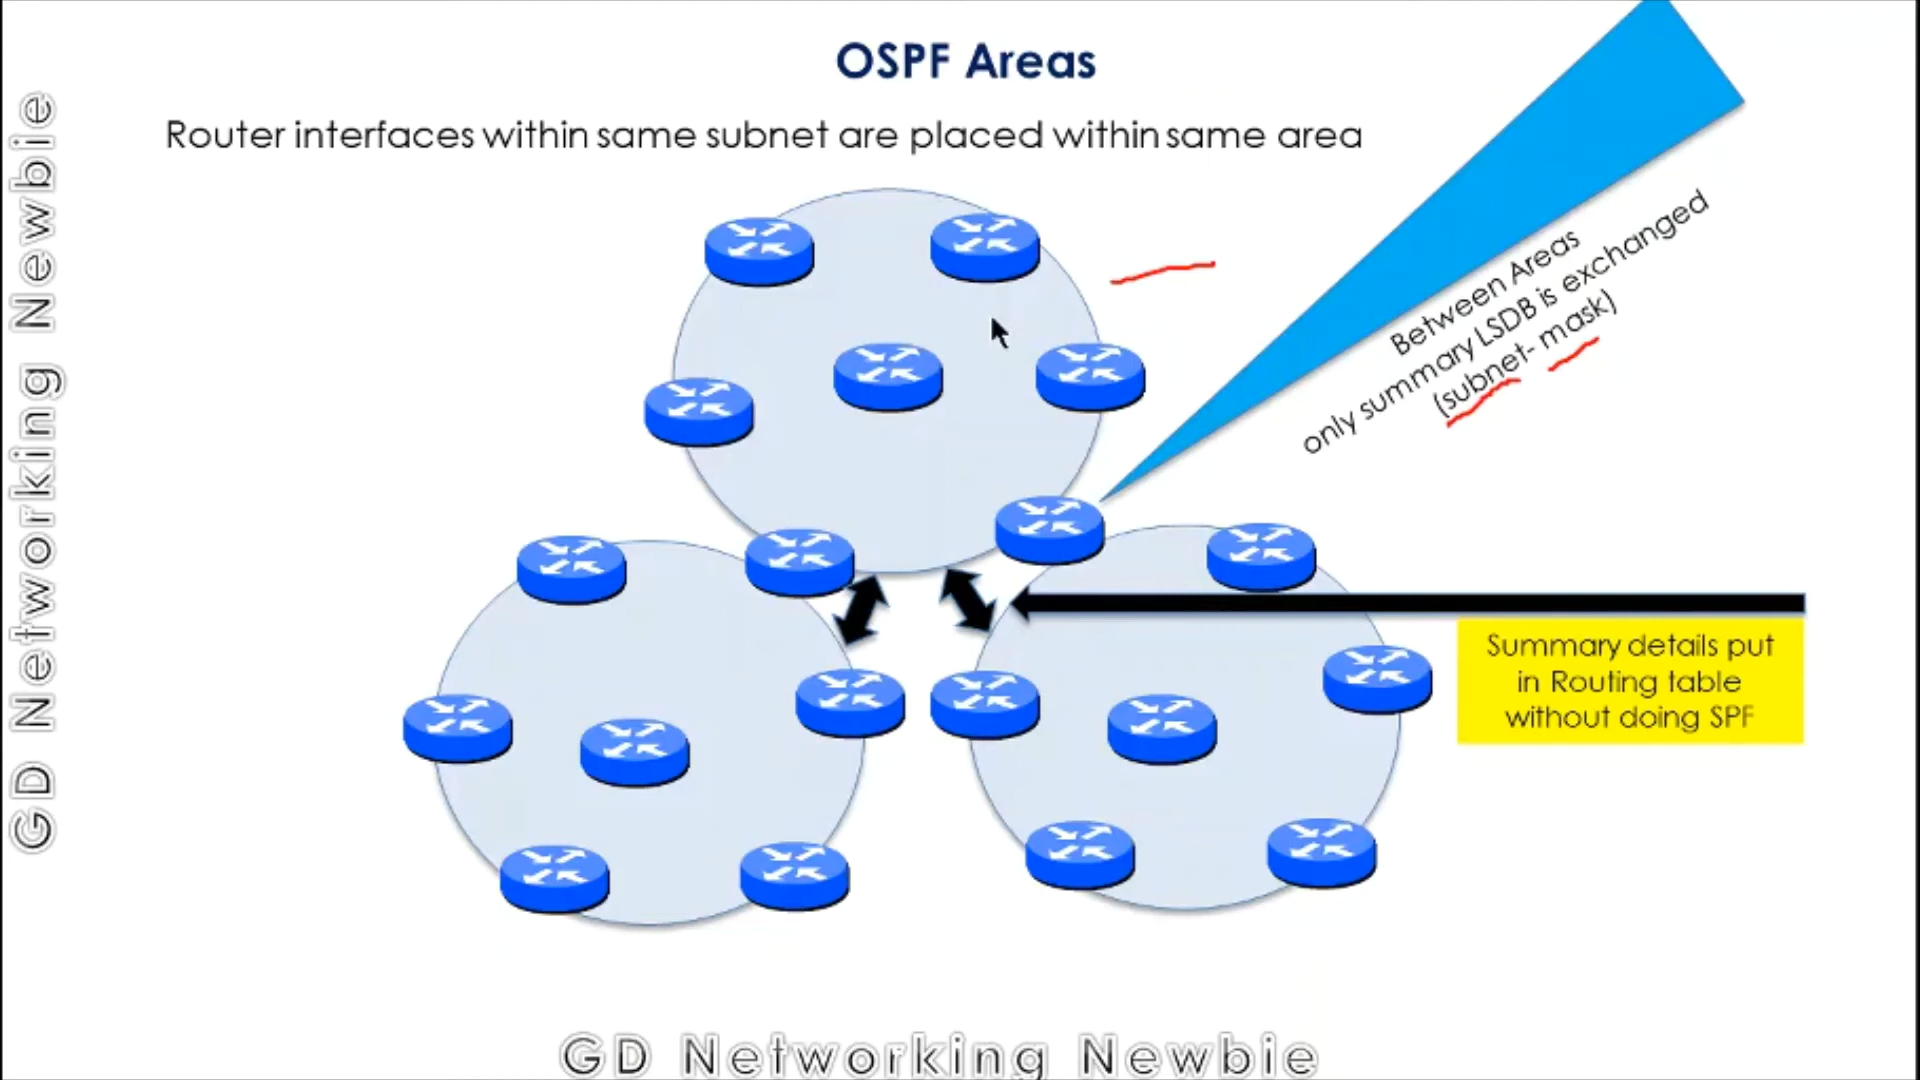 OSPF Areas
Router interfaces within same subnet are placed within same area
Between Areas
only summary LSDB is exchanged
(subnet- mask)
Summary details put
in Routing table
without doing SPF
GD Networking Newbie
GD Networking Newbie